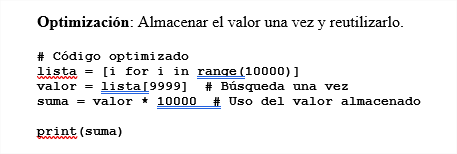 Optimización: Almacenar el valor una vez y reutilizarlo.
# Código optimizado
lista = [i for i in range(10000)]
valor = lista[9999]  # Búsqueda una vez
suma = valor * 10000  # Uso del valor almacenado
print(suma)